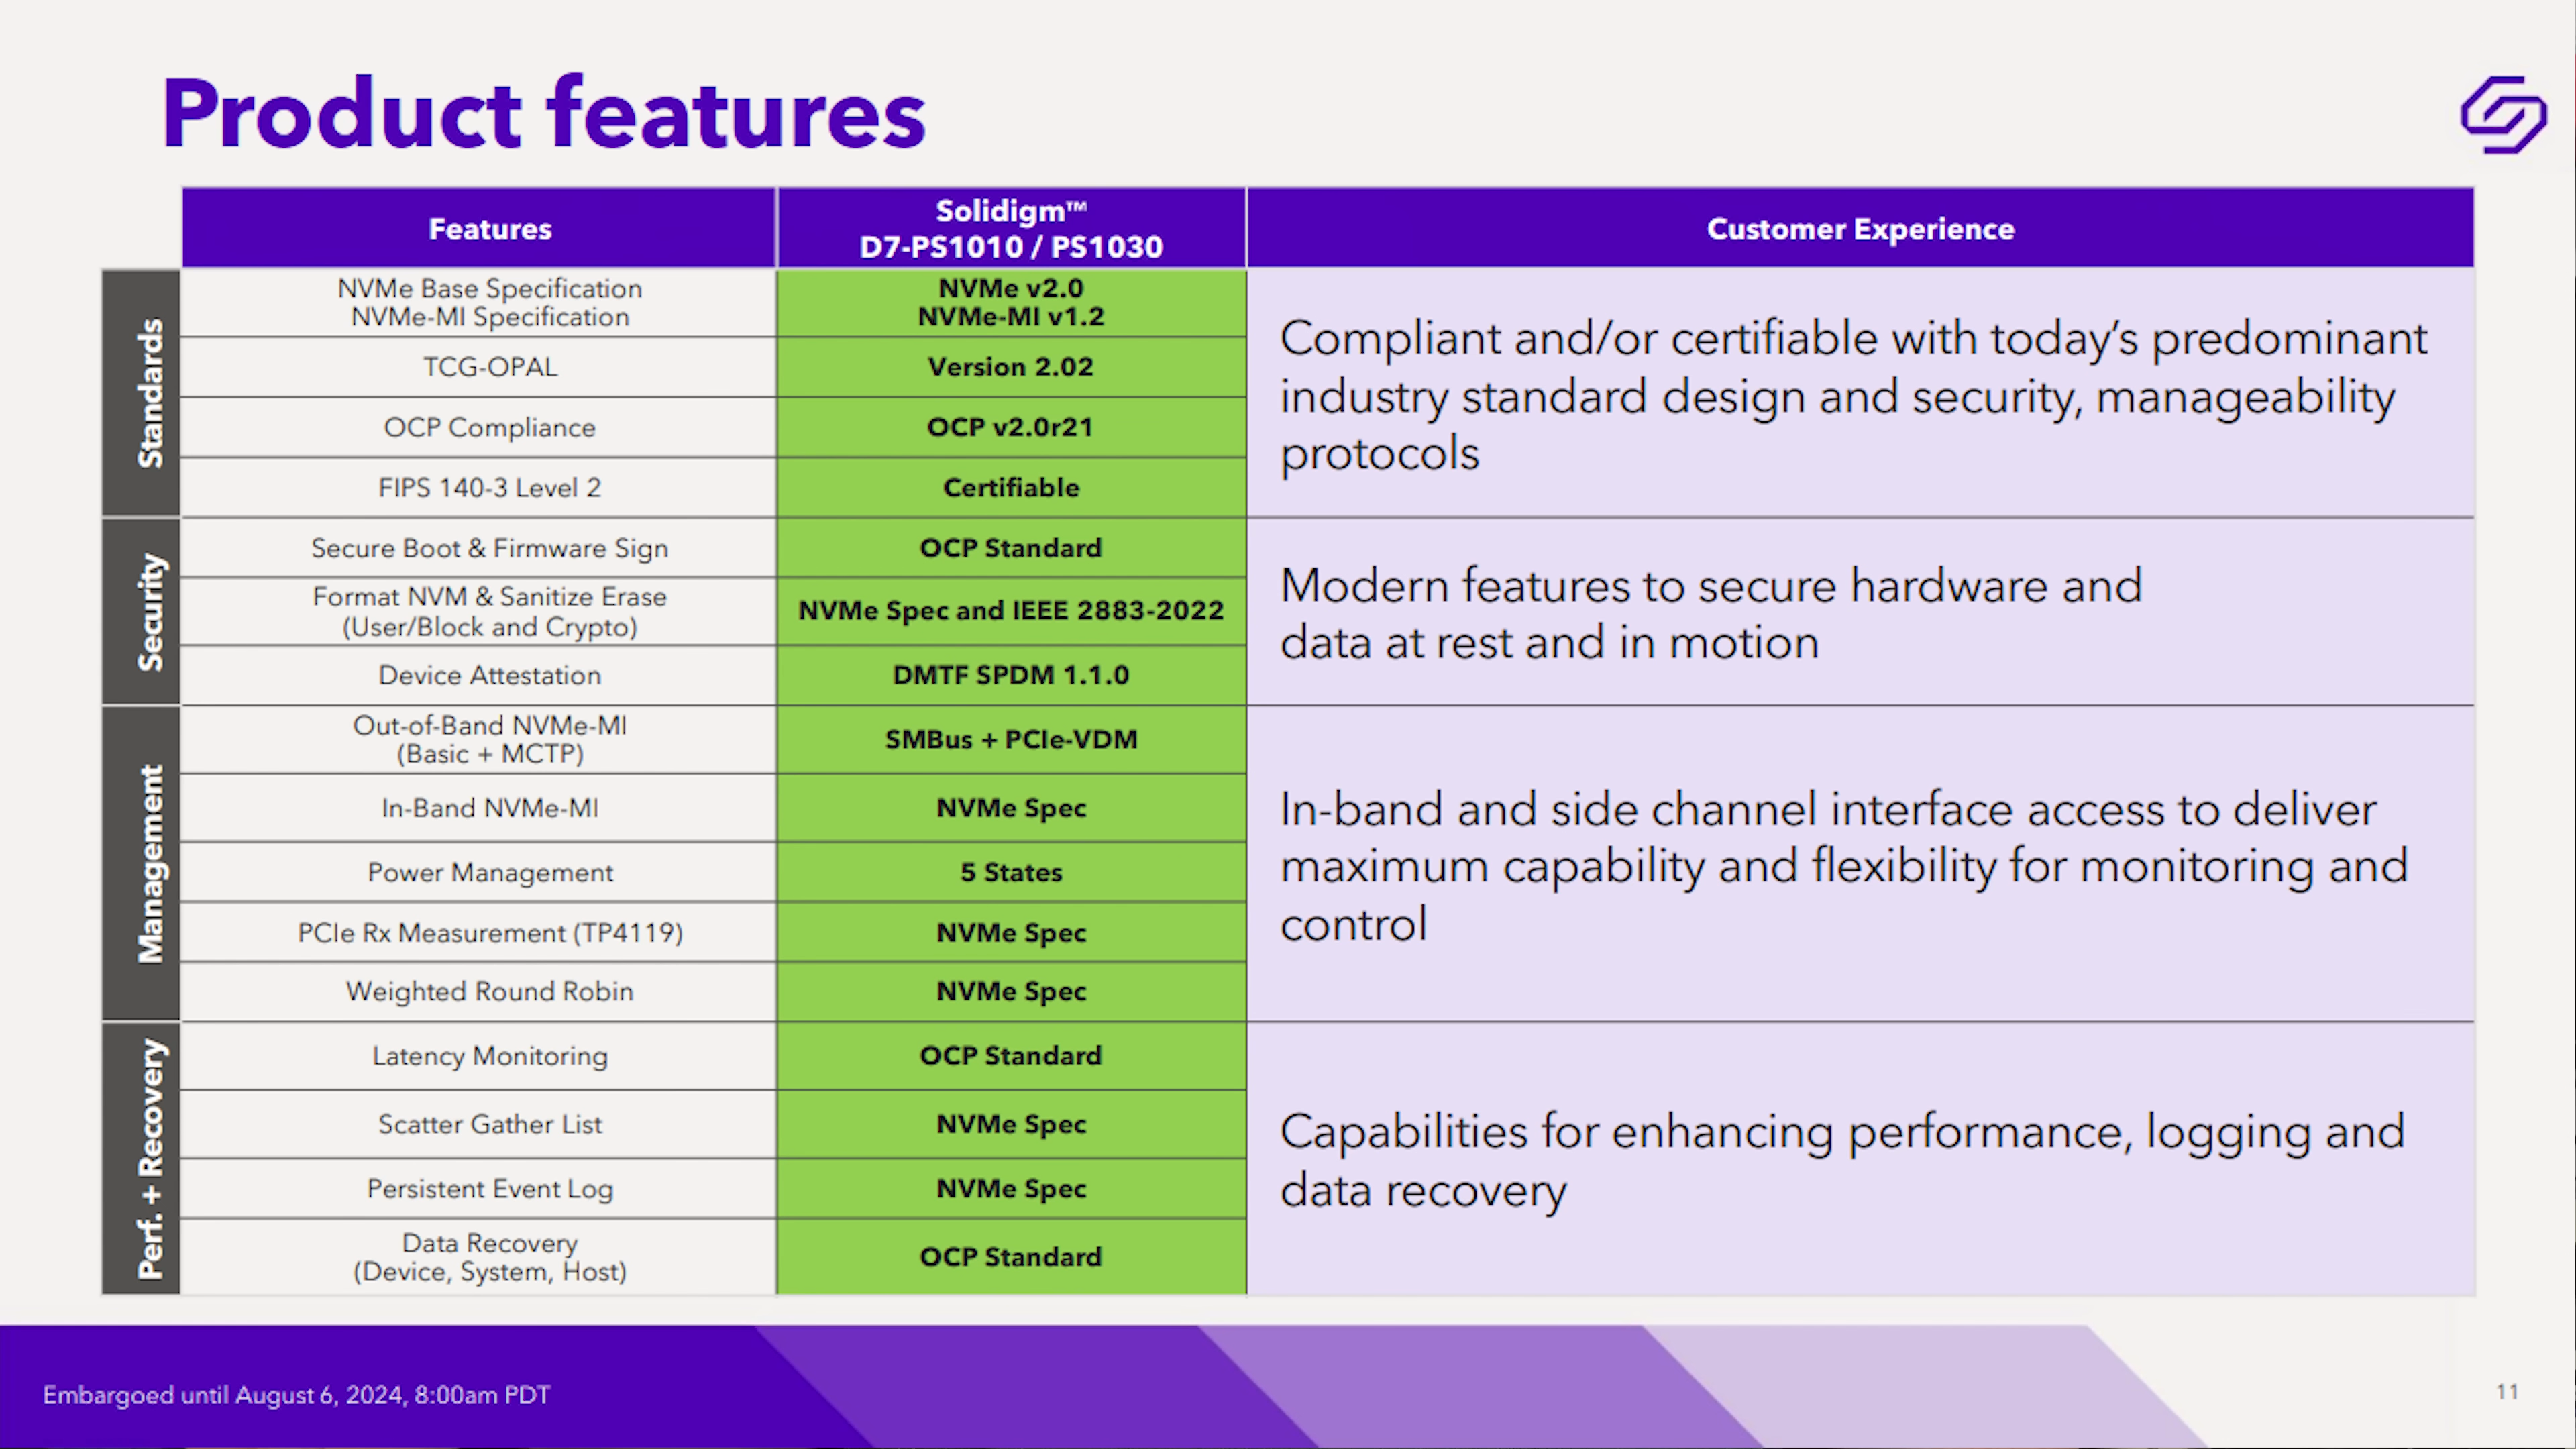 Product features
Features
Solidigm™
D7-PS1010 / PS1030
Customer Experience
Standards
NVMe Base Specification
NVMe-MI Specification
NVMe v2.0
NVMe-MI v1.2
TCG-OPAL
Version 2.02
OCP Compliance
OCP v2.0r21
FIPS 140-3 Level 2
Certifiable
Compliant and/or certifiable with today’s predominant
industry standard design and security, manageability
protocols
Security
Secure Boot & Firmware Sign
OCP Standard
Format NVM & Sanitize Erase
(User/Block and Crypto)
NVMe Spec and IEEE 2883-2022
Device Attestation
DMTF SPDM 1.1.0
Modern features to secure hardware and
data at rest and in motion
Management
Out-of-Band NVMe-MI
(Basic + MCTP)
SMBus + PCIe-VDM
In-Band NVMe-MI
NVMe Spec
Power Management
5 States
PCIe Rx Measurement (TP4119)
NVMe Spec
Weighted Round Robin
NVMe Spec
In-band and side channel interface access to deliver
maximum capability and flexibility for monitoring and
control
Perf. + Recovery
Latency Monitoring
OCP Standard
Scatter Gather List
NVMe Spec
Persistent Event Log
NVMe Spec
Data Recovery
(Device, System, Host)
OCP Standard
Capabilities for enhancing performance, logging and
data recovery
Embargoed until August 6, 2024, 8:00am PDT
11